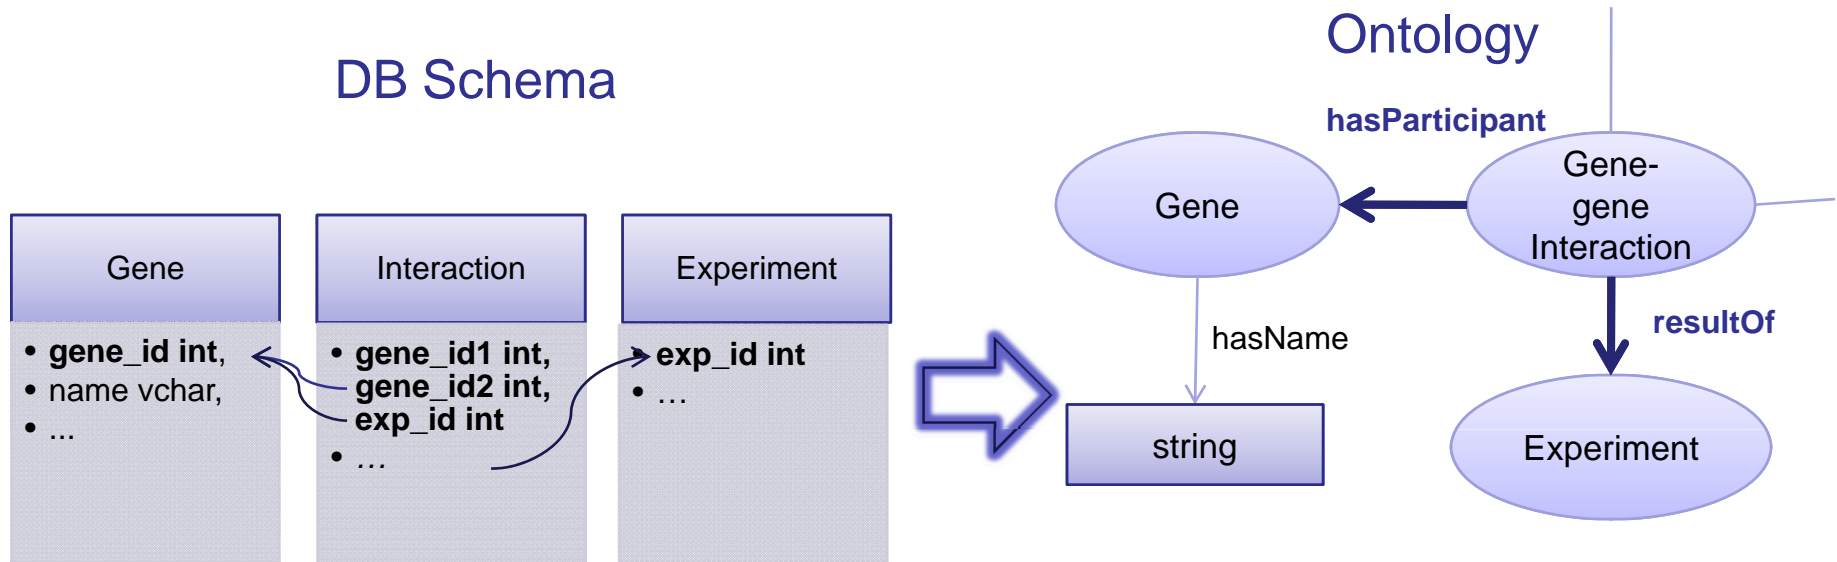 DB Schema
Gene
• gene_id int,
• name vchar,
• ...
Interaction
• gene_id1 int,
gene_id2 int,
exp_id int
• …
Experiment
• exp_id int
• …
Ontology
hasParticipant
Gene
Gene-
gene
Interaction
hasName
resultOf
string
Experiment